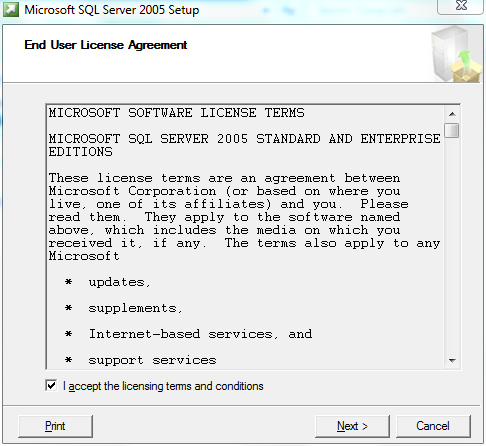 Microsoft SQL Server 2005 Setup
End User License Agreement
MICROSOFT SOFTWARE LICENSE TERMS
MICROSOFT SQL SERVER 2005 STANDARD AND ENTERPRISE
EDITIONS
These license terms are an agreement between
Microsoft Corporation (or based on where you
live, one of its affiliates) and you.  Please
read them.  They apply to the software named
above, which includes the media on which you
received it, if any.  The terms also apply to any
Microsoft
* updates,
* supplements,
* Internet-based services, and
* support services
I accept the licensing terms and conditions
Print
Next >
Cancel